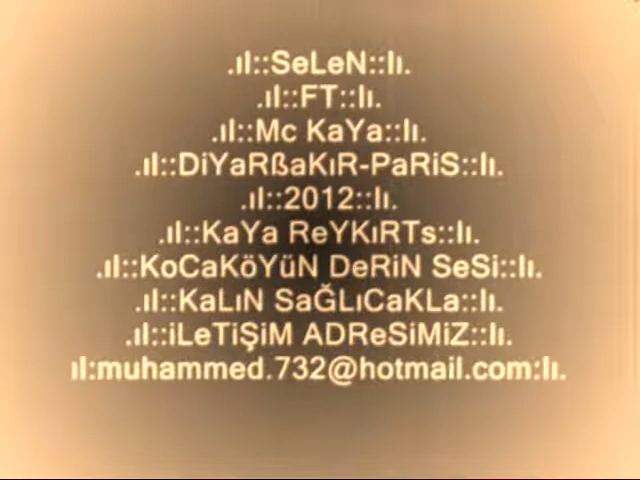 .ıl::SeLeN::lı.
.ıl::FT::lı.
.ıl::Mc KaYa::lı.
.ıl::DiYaRßaKıR-PaRiS::lı.
.ıl::2012::lı.
.ıl::KaYa ReYKıRTs::lı.
.ıl::KoCaKöYüN DeRiN SeSi::lı.
.ıl::KaLıN SaĞLıCaKLa::lı.
.ıl::iLeTiŞiM ADReSiMiZ::lı.
ıl:muhammed.732@hotmail.com:lı.